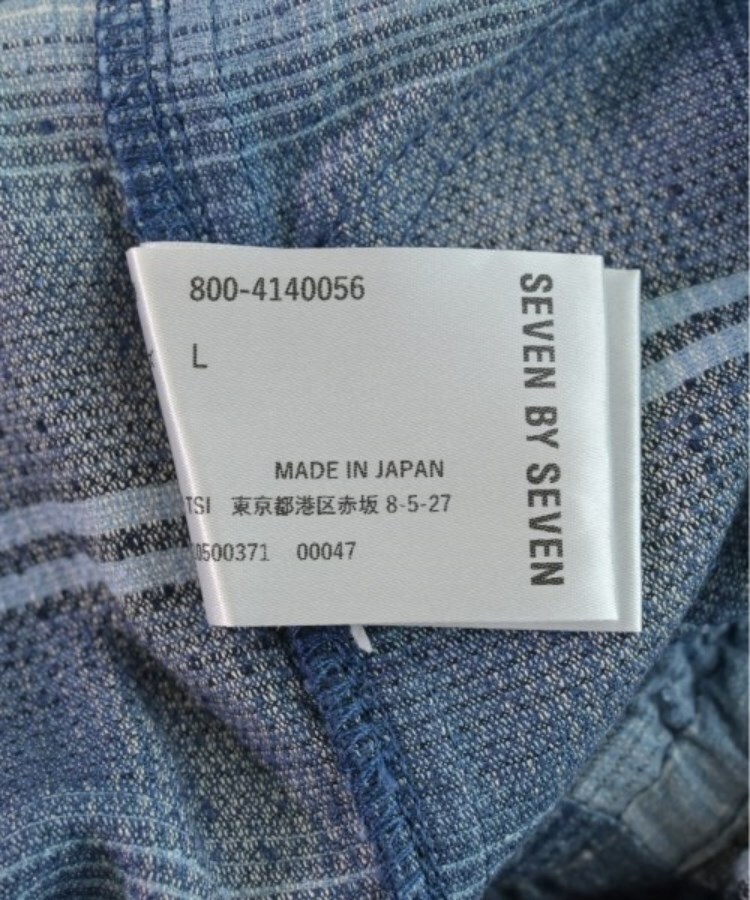 800-4140056
L
MADE IN JAPAN
TSI 東京都港区赤坂 8-5-27
0500371 00047
SEVEN BY SEVEN